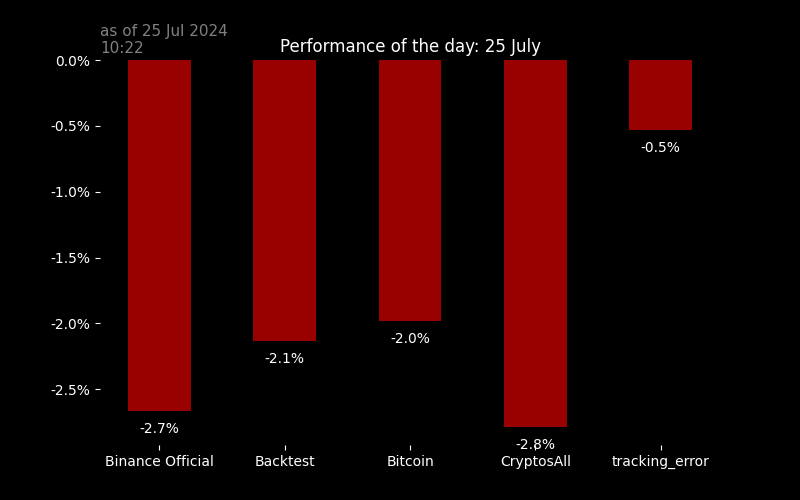 as of 25 Jul 2024
10:22
Performance of the day: 25 July
0.0%
-0.5%
-1.0%
-1.5%
-2.0%
-2.5%
-2.7%
-2.1%
-2.0%
-2.8%
-0.5%
Binance Official
Backtest
Bitcoin
CryptosAll
tracking_error